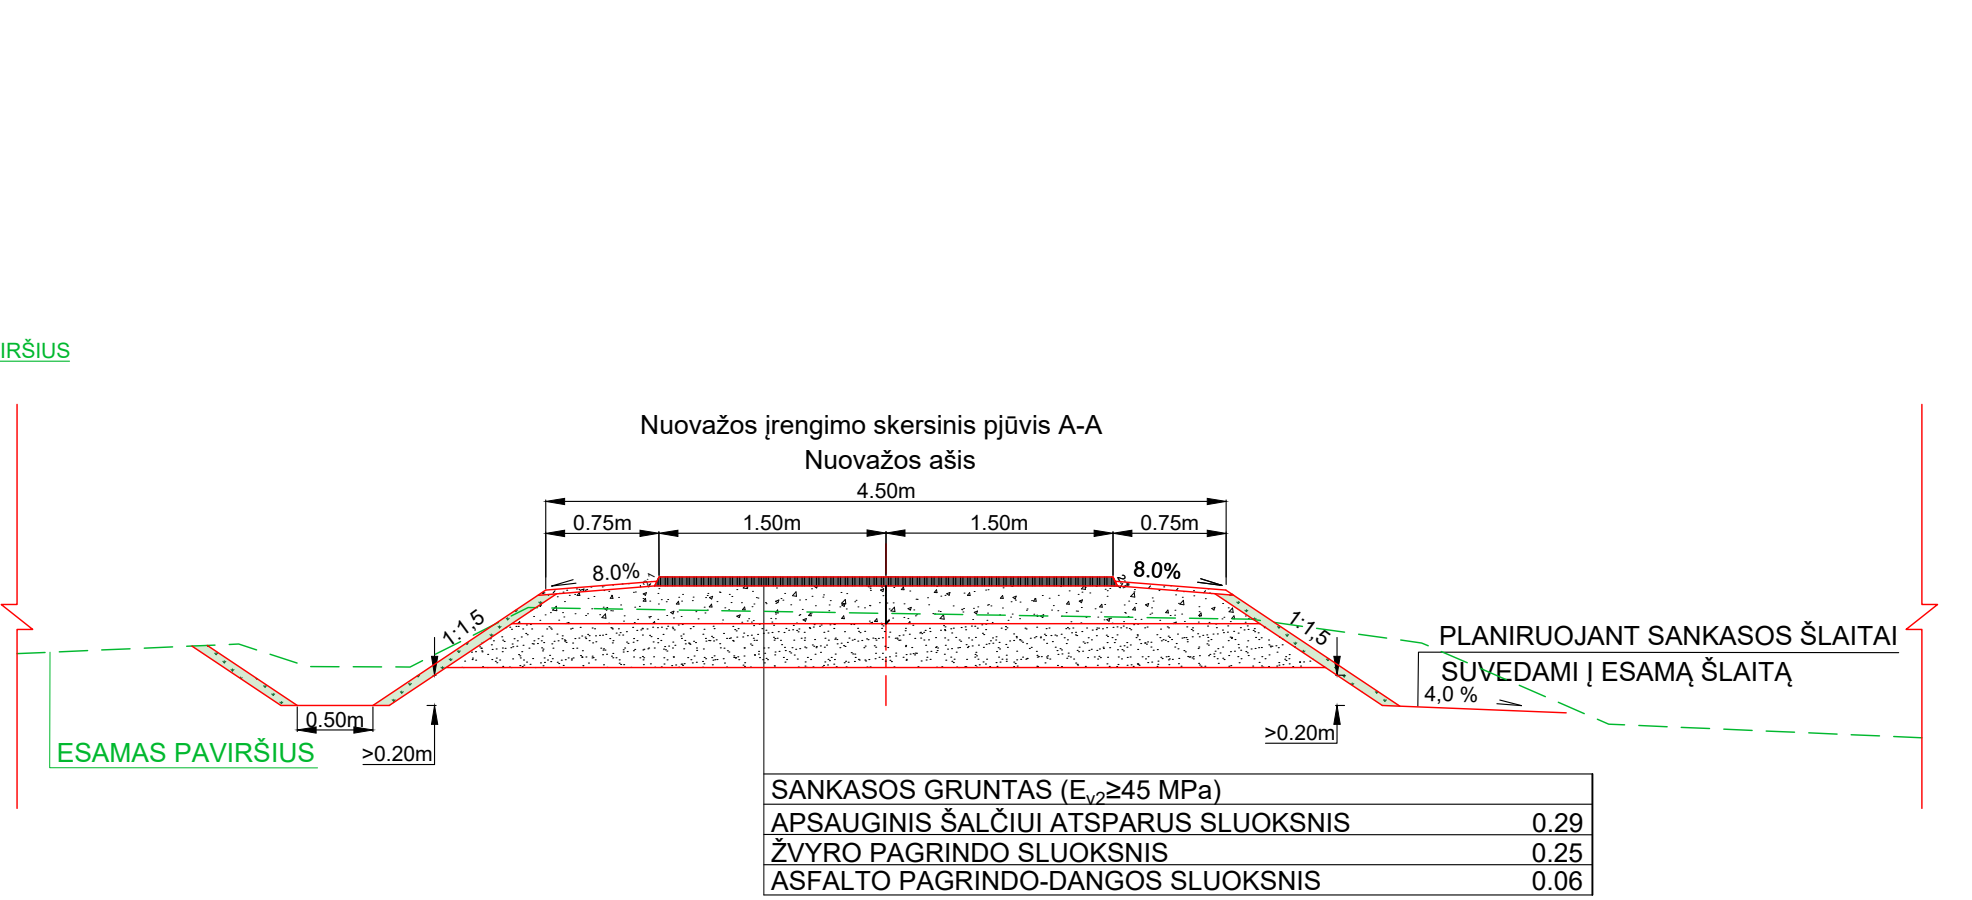 IRŠIUS
Nuovažos įrengimo skersinis pjūvis A-A
Nuovažos ašis
4.50m
0.75m 1.50m 1.50m 0.75m
8.0% 8.0%
1:1,5 1:1,5
PLANIRUOJANT SANKASOS ŠLAITAI
SUVEDAMI Į ESAMĄ ŠLAITĄ
4,0 %
0.50m
>0.20m >0.20m
ESAMAS PAVIRŠIUS
SANKASOS GRUNTAS (Ev2≥45 MPa)
APSAUGINIS ŠALČIUI ATSPARUS SLUOKSNIS 0.29
ŽVYRO PAGRINDO SLUOKSNIS 0.25
ASFALTO PAGRINDO-DANGOS SLUOKSNIS 0.06